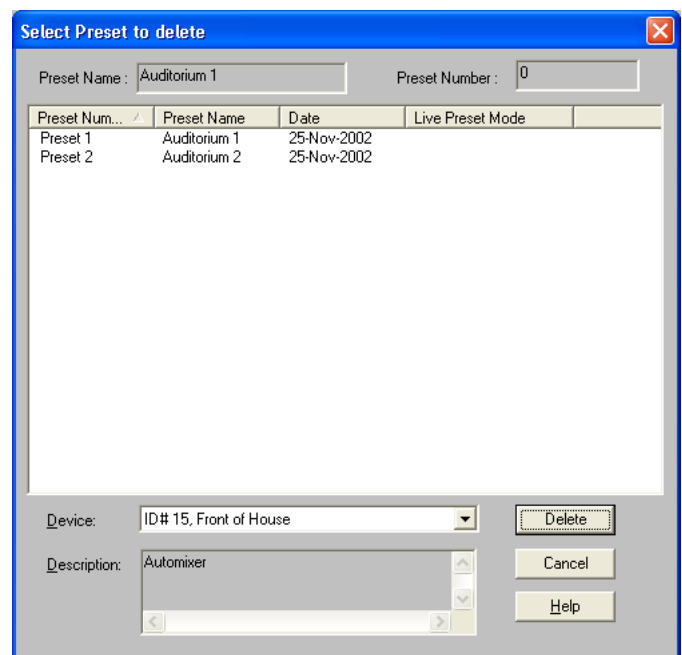 Select Preset to delete
Preset Name : Auditorium 1 Preset Number : 0
Preset Num... Preset Name Date Live Preset Mode
Preset 1 Auditorium 1 25-Nov-2002
Preset 2 Auditorium 2 25-Nov-2002
Device: ID# 15, Front of House Delete
Description: Automixer Cancel
Help